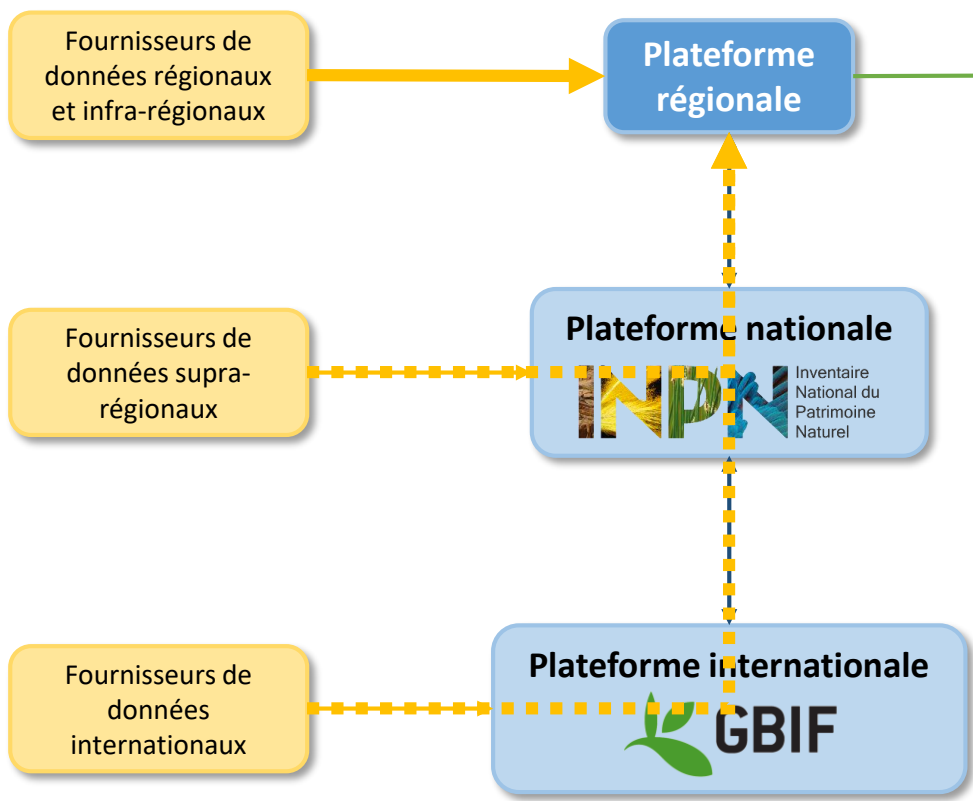 Fournisseurs de
données régionaux
et infra-régionaux
Plateforme
régionale
Fournisseurs de
données supra-
régionaux
Plateforme nationale
INPN
Inventaire
National du
Patrimoine
Naturel
Fournisseurs de
données
internationaux
Plateforme internationale
GBIF